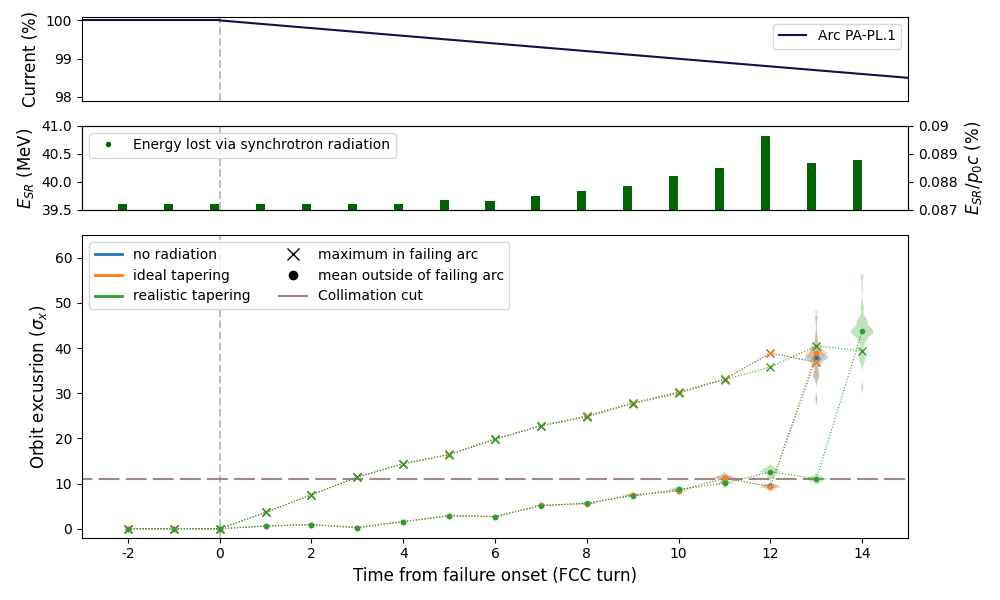 Current (%)
100
99
98
Arc PA-PL.1
E_SR (MeV)
41.0
40.5
40.0
39.5
Energy lost via synchrotron radiation
0.09
0.089
0.088
0.087
E_SR/p_0c (%)
Orbit excusrion (σ_x)
60
50
40
30
20
10
0
no radiation
ideal tapering
realistic tapering
maximum in failing arc
mean outside of failing arc
Collimation cut
-2 0 2 4 6 8 10 12 14
Time from failure onset (FCC turn)